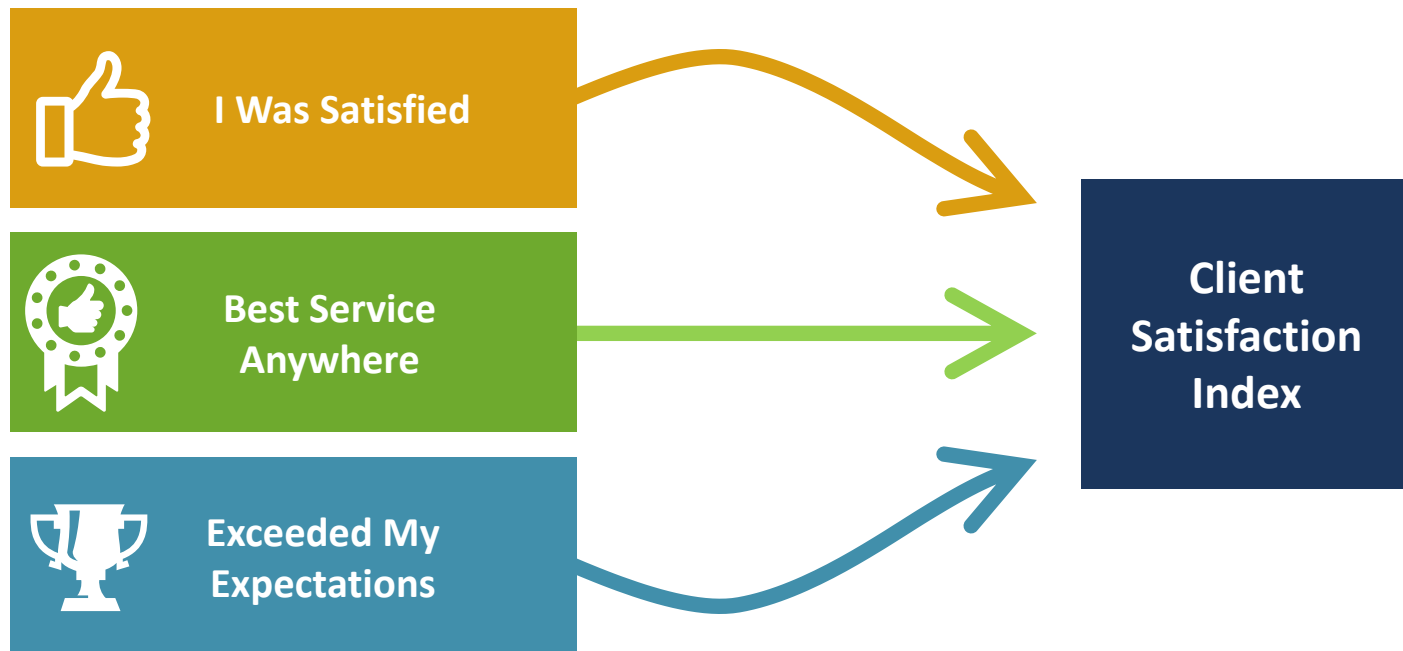 I Was Satisfied
Best Service
Anywhere
Exceeded My
Expectations
Client
Satisfaction
Index